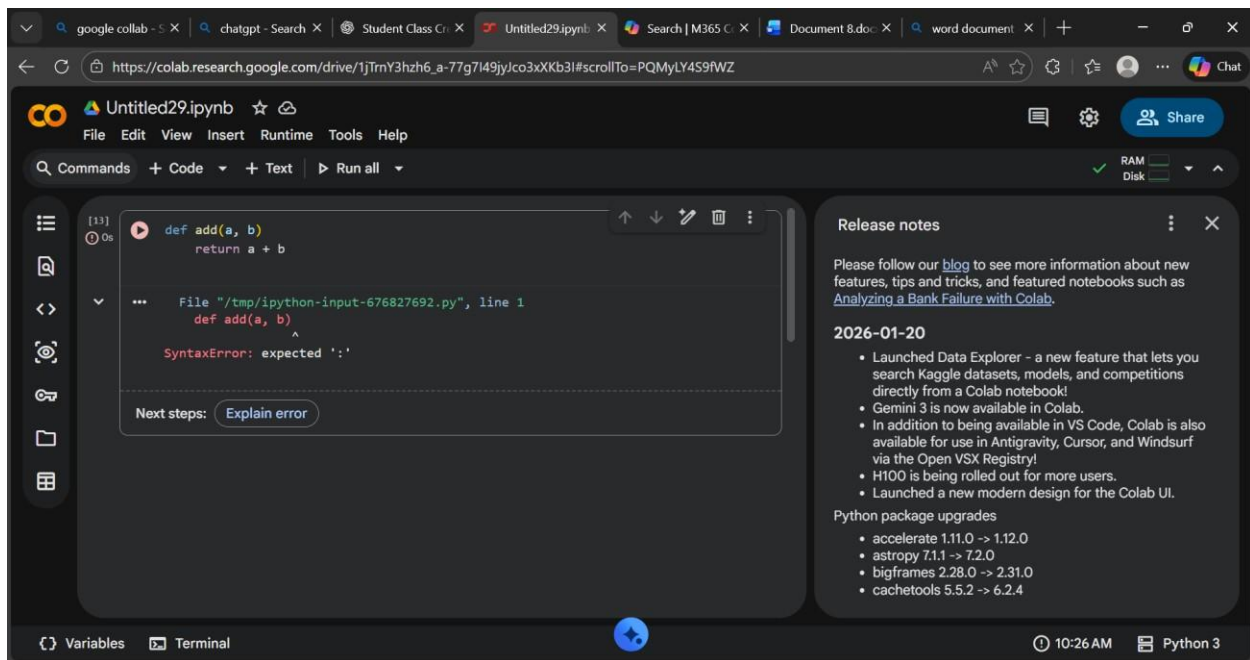 google collab - S
chatgpt - Search
Student Class Cr
Untitled29.ipynb
Search | M365 C
Document 8.doc
word document
https://colab.research.google.com/drive/1jTrnY3hzh6_a-77g7I49jyJco3xXKb3I#scrollTo=PQMyLY4S9fWZ
Chat
CO
Untitled29.ipynb
Share
File Edit View Insert Runtime Tools Help
Commands + Code + Text Run all
RAM
Disk
[13]
0s
def add(a, b)
return a + b
File "/tmp/ipython-input-676827692.py", line 1
def add(a, b)
^
SyntaxError: expected ':'
Next steps: Explain error
Release notes
Please follow our blog to see more information about new
features, tips and tricks, and featured notebooks such as
Analyzing a Bank Failure with Colab.
2026-01-20
• Launched Data Explorer - a new feature that lets you
search Kaggle datasets, models, and competitions
directly from a Colab notebook!
• Gemini 3 is now available in Colab.
• In addition to being available in VS Code, Colab is also
available for use in Antigravity, Cursor, and Windsurf
via the Open VSX Registry!
• H100 is being rolled out for more users.
• Launched a new modern design for the Colab UI.
Python package upgrades
• accelerate 1.11.0 -> 1.12.0
• astropy 7.1.1 -> 7.2.0
• bigframes 2.28.0 -> 2.31.0
• cachetools 5.5.2 -> 6.2.4
{} Variables Terminal
10:26 AM Python 3